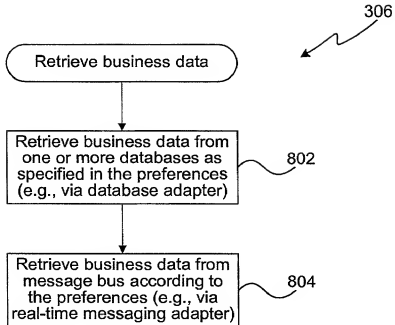 306
Retrieve business data
Retrieve business data from
one or more databases as
specified in the preferences
(e.g., via database adapter)
802
Retrieve business data from
message bus according to
the preferences (e.g., via
real-time messaging adapter)
804